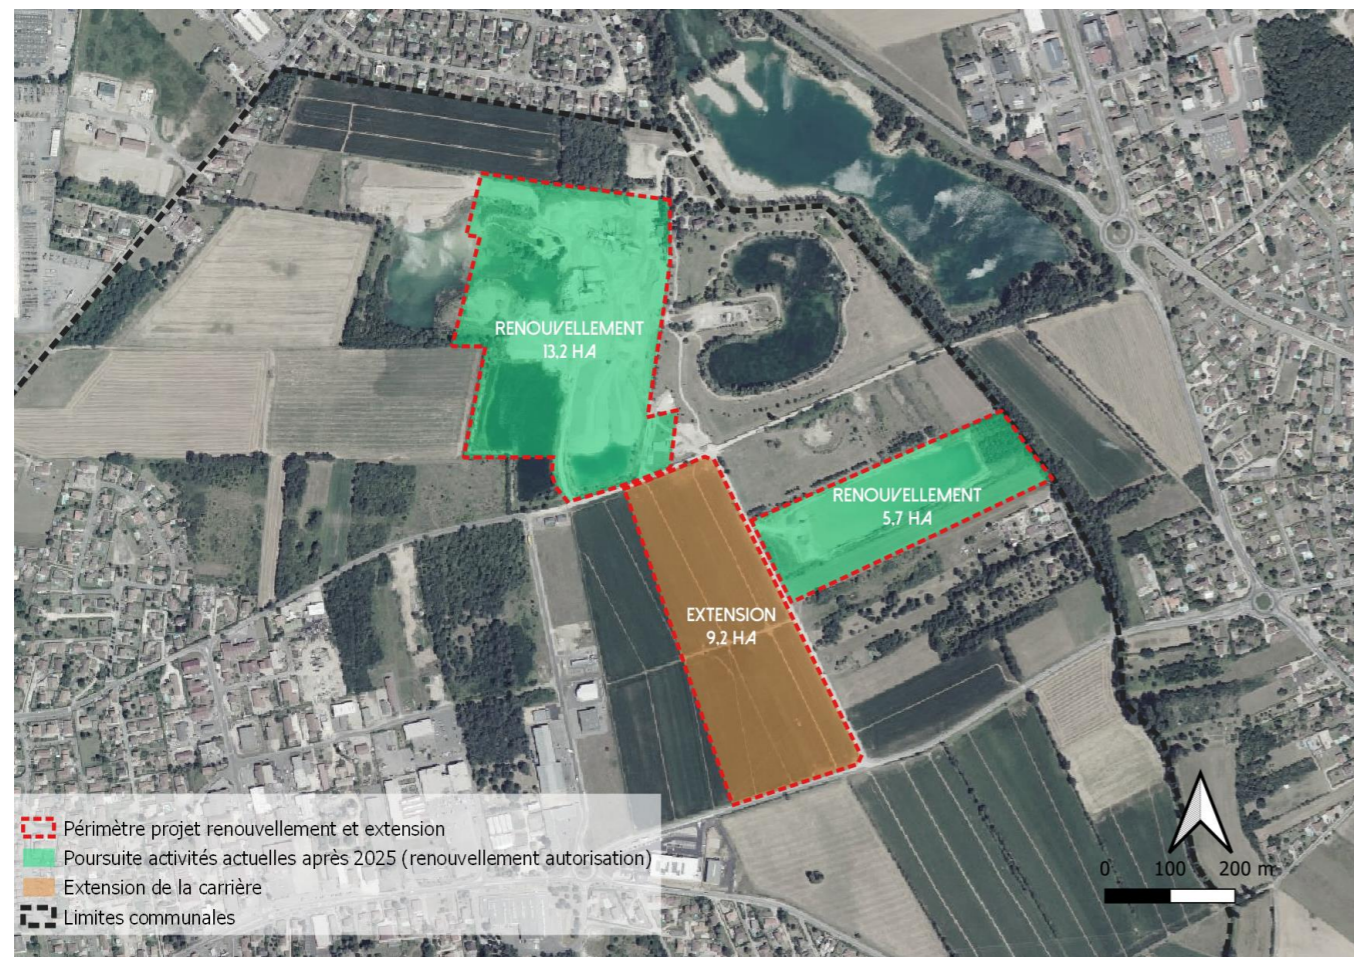 RENOUVELLEMENT
13.2 HA
RENOUVELLEMENT
5.7 HA
EXTENSION
9.2 HA
Périmètre projet renouvellement et extension
Poursuite activités actuelles après 2025 (renouvellement autorisation)
Extension de la carrière
Limites communales
0 100 200 m